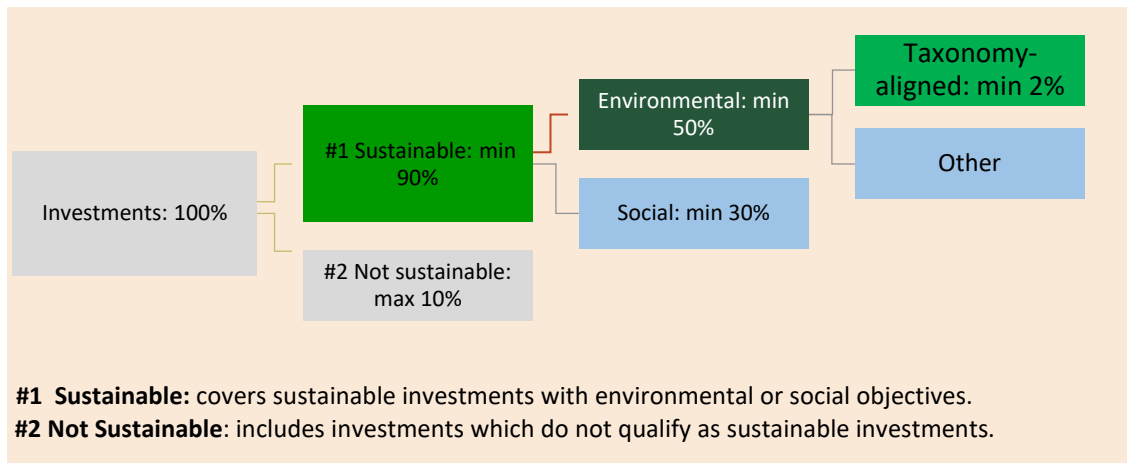 Investments: 100%
#1 Sustainable: min
90%
#2 Not sustainable:
max 10%
Environmental: min
50%
Social: min 30%
Taxonomy-
aligned: min 2%
Other
#1 Sustainable: covers sustainable investments with environmental or social objectives.
#2 Not Sustainable: includes investments which do not qualify as sustainable investments.